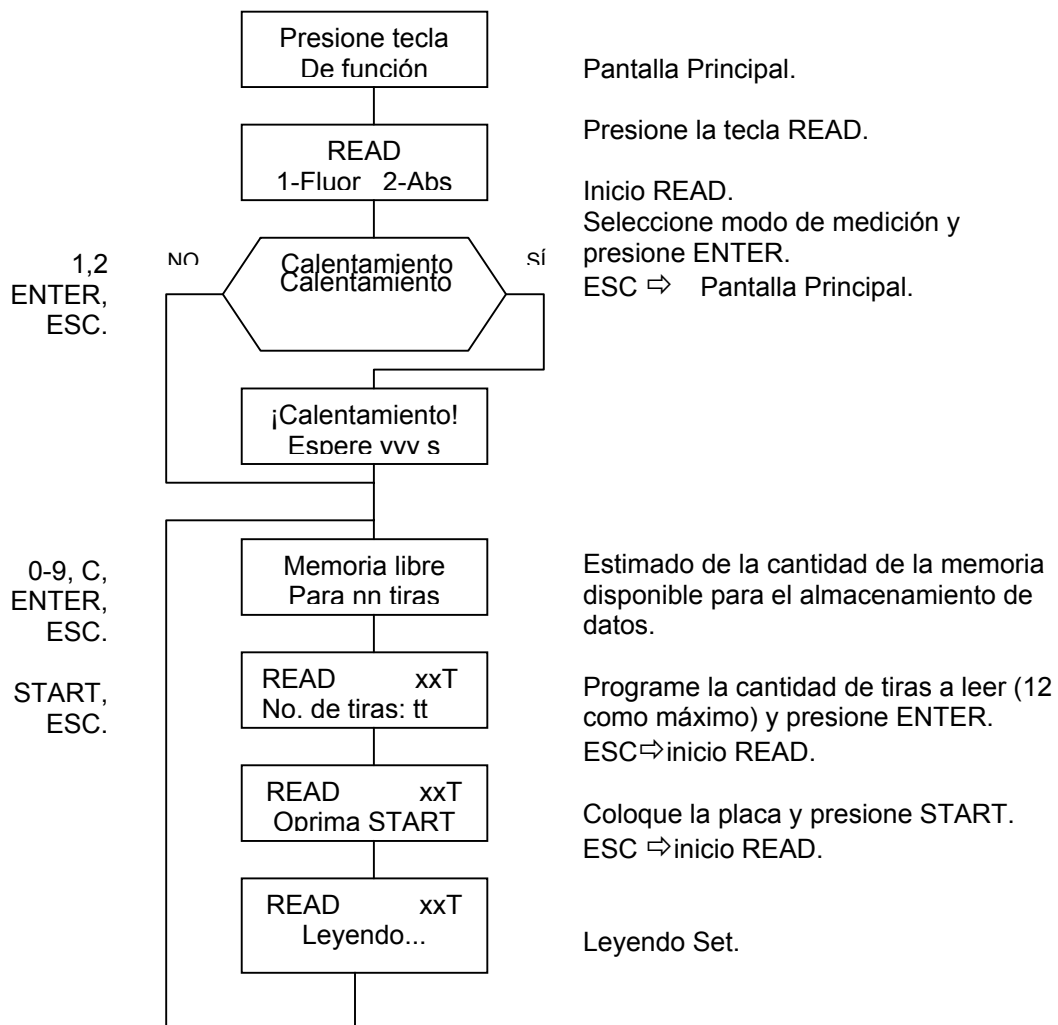 Presione tecla
De función
Pantalla Principal.
Presione la tecla READ.
READ
1-Fluor 2-Abs
Inicio READ.
Seleccione modo de medición y
presione ENTER.
ESC ⇨ Pantalla Principal.
1,2
ENTER,
ESC.
NO
Calentamiento
Calentamiento
SÍ
¡Calentamiento!
Espere yyy s
0-9, C,
ENTER,
ESC.
Memoria libre
Para nn tiras
Estimado de la cantidad de la memoria
disponible para el almacenamiento de
datos.
START,
ESC.
READ xxT
No. de tiras: tt
Programe la cantidad de tiras a leer (12
como máximo) y presione ENTER.
ESC⇨inicio READ.
READ xxT
Oprima START
Coloque la placa y presione START.
ESC ⇨inicio READ.
READ xxT
Leyendo...
Leyendo Set.